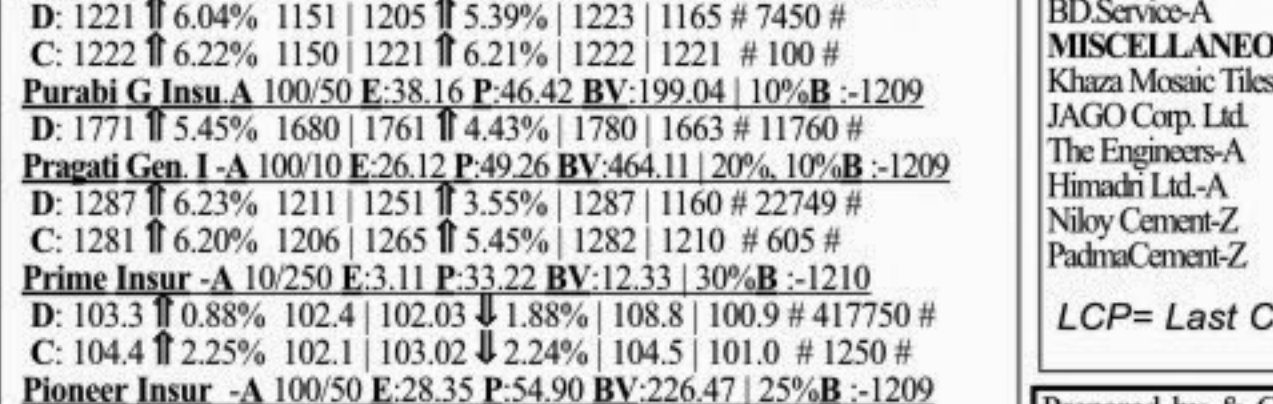 D: 1221 ⇑ 6.04% 1151 | 1205 ⇑ 5.39% | 1223 | 1165 # 7450 #
C: 1222 ⇑ 6.22% 1150 | 1221 ⇑ 6.21% | 1222 | 1221 # 100 #
Purabi G Insu.A 100/50 E:38.16 P:46.42 BV:199.04 | 10%B :-1209
D: 1771 ⇑ 5.45% 1680 | 1761 ⇑ 4.43% | 1780 | 1663 # 11760 #
Pragati Gen. I -A 100/10 E:26.12 P:49.26 BV:464.11 | 20%, 10%B :-1209
D: 1287 ⇑ 6.23% 1211 | 1251 ⇑ 3.55% | 1287 | 1160 # 22749 #
C: 1281 ⇑ 6.20% 1206 | 1265 ⇑ 5.45% | 1282 | 1210 # 605 #
Prime Insur -A 10/250 E:3.11 P:33.22 BV:12.33 | 30%B :-1210
D: 103.3 ⇑ 0.88% 102.4 | 102.03 ⇓ 1.88% | 108.8 | 100.9 # 417750 #
C: 104.4 ⇑ 2.25% 102.1 | 103.02 ⇓ 2.24% | 104.5 | 101.0 # 1250 #
Pioneer Insur -A 100/50 E:28.35 P:54.90 BV:226.47 | 25%B :-1209
BD.Service-A
MISCELLANEO
Khaza Mosaic Tiles
JAGO Corp. Ltd.
The Engineers-A
Himadri Ltd.-A
Niloy Cement-Z
PadmaCement-Z
LCP= Last C